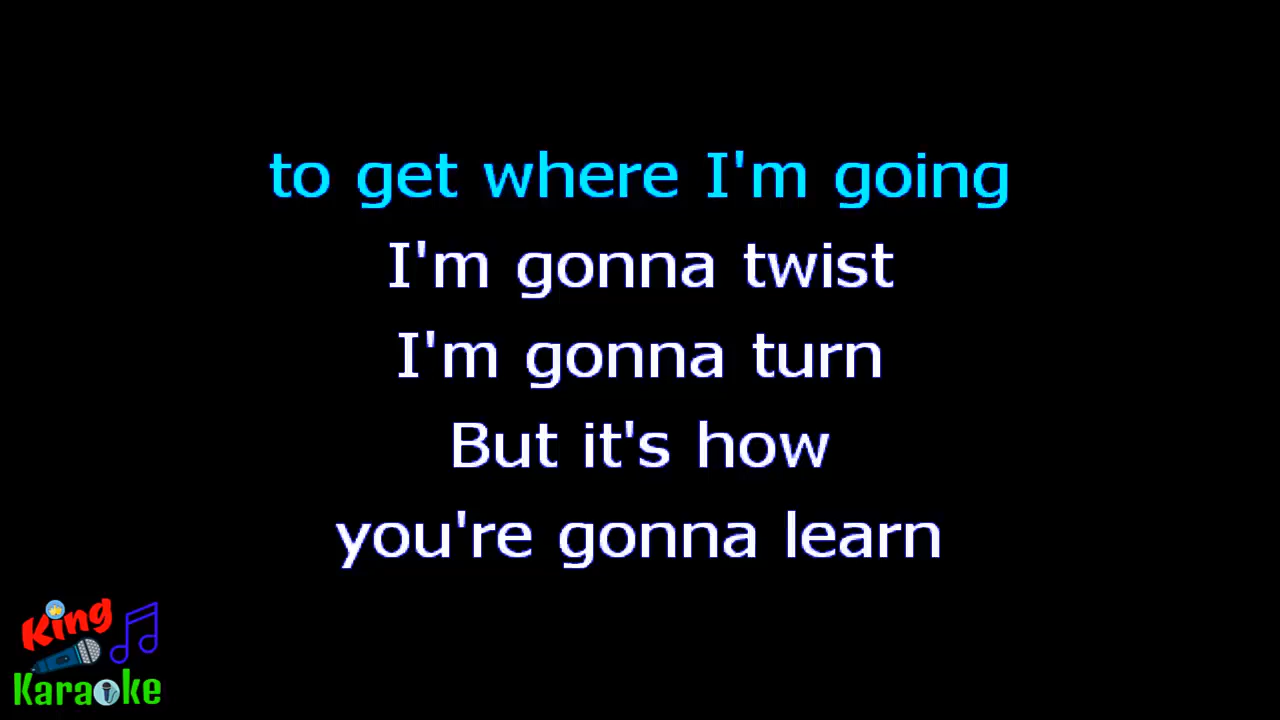 to get where I'm going
I'm gonna twist
I'm gonna turn
But it's how
you're gonna learn
King
Karaoke